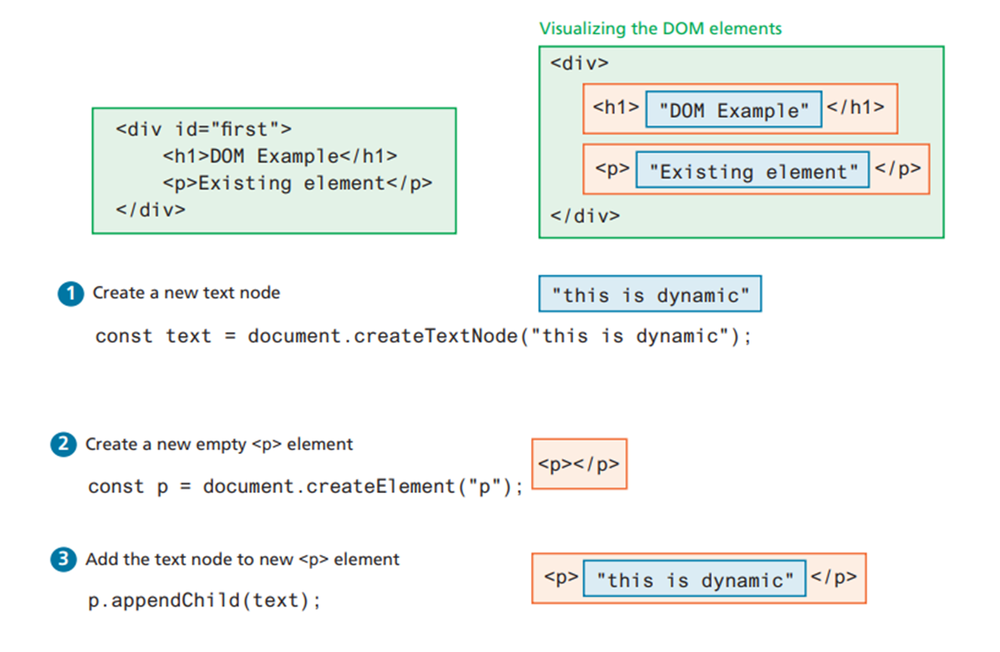 Visualizing the DOM elements
<div id="first">
<h1>DOM Example</h1>
<p>Existing element</p>
</div>
<div>
<h1> "DOM Example" </h1>
<p> "Existing element" </p>
</div>
1 Create a new text node
"this is dynamic"
const text = document.createTextNode("this is dynamic");
2 Create a new empty <p> element
<p></p>
const p = document.createElement("p");
3 Add the text node to new <p> element
<p> "this is dynamic" </p>
p.appendChild(text);